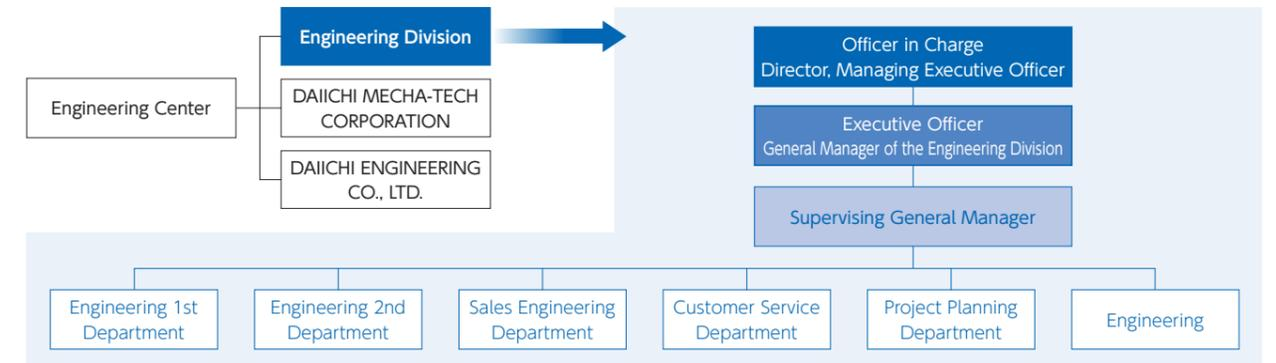 Engineering Division
Engineering Center
DAIICHI MECHA-TECH
CORPORATION
DAIICHI ENGINEERING
CO., LTD.
Officer in Charge
Director, Managing Executive Officer
Executive Officer
General Manager of the Engineering Division
Supervising General Manager
Engineering 1st
Department
Engineering 2nd
Department
Sales Engineering
Department
Customer Service
Department
Project Planning
Department
Engineering